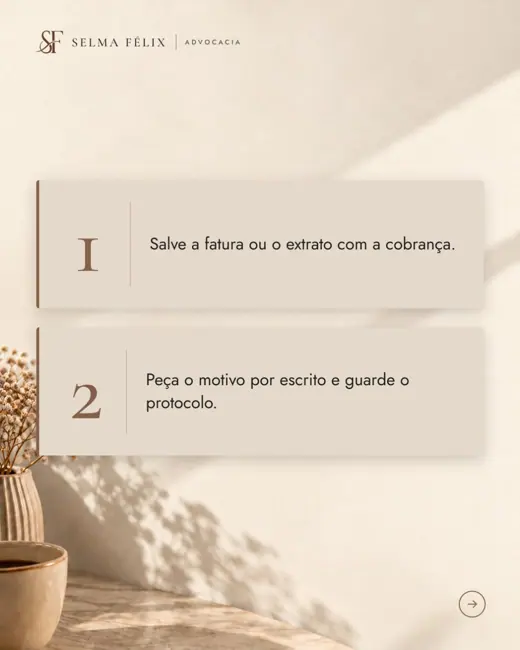 SF SELMA FÉLIX | ADVOCACIA
1
Salve a fatura ou o extrato com a cobrança.
2
Peça o motivo por escrito e guarde o
protocolo.